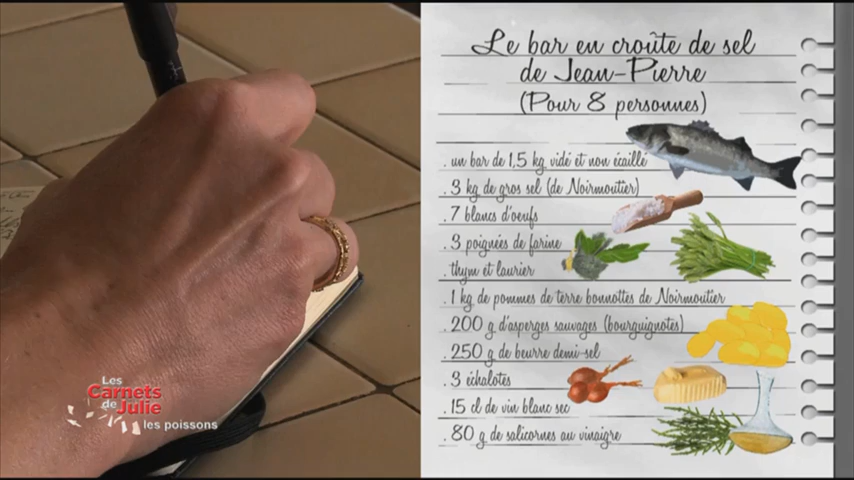 Le bar en croûte de sel
de Jean-Pierre
(Pour 8 personnes)
. un bar de 1,5 kg vidé et non écaillé
. 3 kg de gros sel (de Noirmoutier)
. 7 blancs d'oeufs
. 3 poignées de farine
. thym et laurier
. 1 kg de pommes de terre bonnottes de Noirmoutier
. 200 g d'asperges sauvages (bourguignotes)
. 250 g de beurre demi-sel
. 3 échalotes
. 15 cl de vin blanc sec
. 80 g de salicornes au vinaigre
Les
Carnets
de
Julie
les poissons